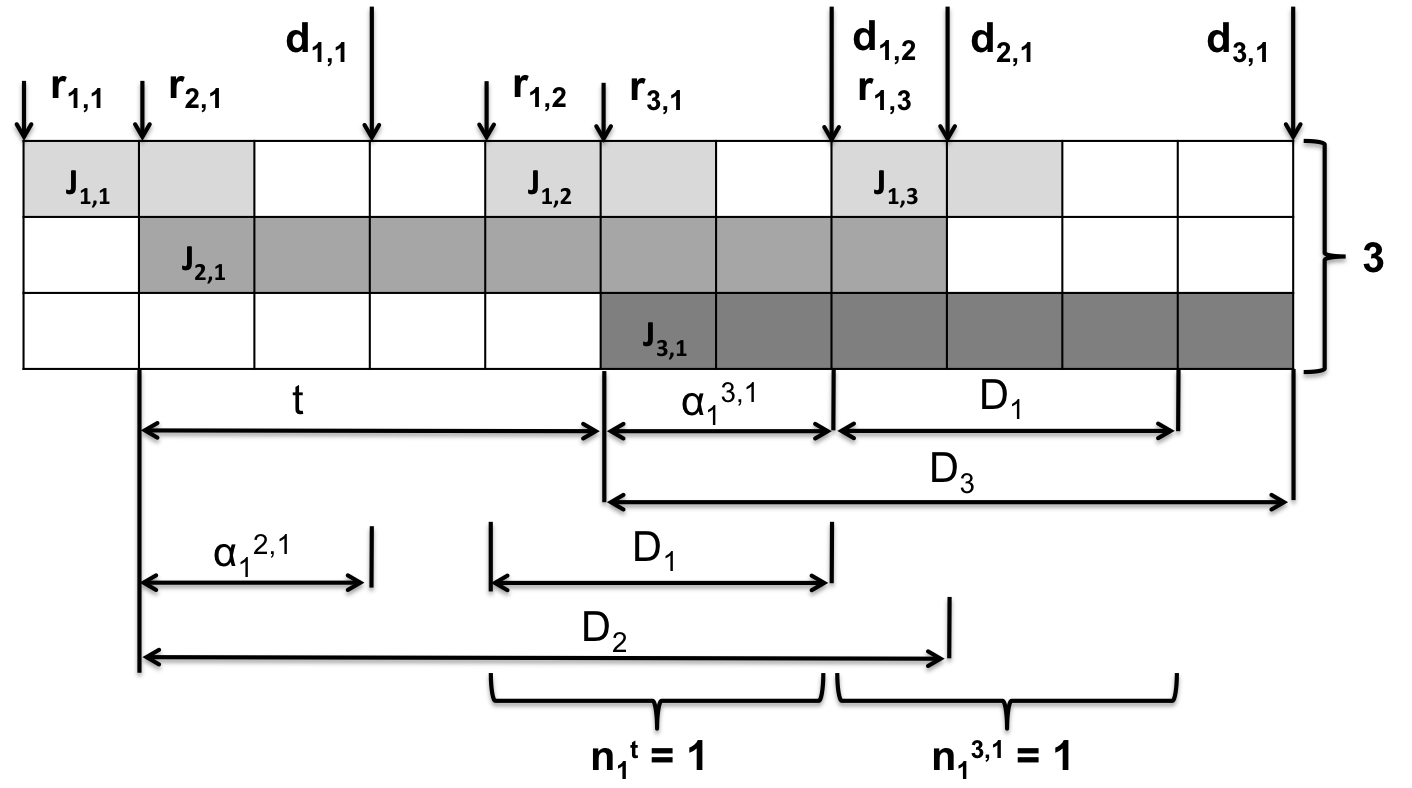 d1,1 d1,2 d2,1 d3,1
r1,1 r2,1 r1,2 r3,1 r1,3
J1,1 J1,2 J1,3
J2,1
3
J3,1
t α1 3,1 D1
D3
α1 2,1 D1
D2
n1 t = 1 n1 3,1 = 1